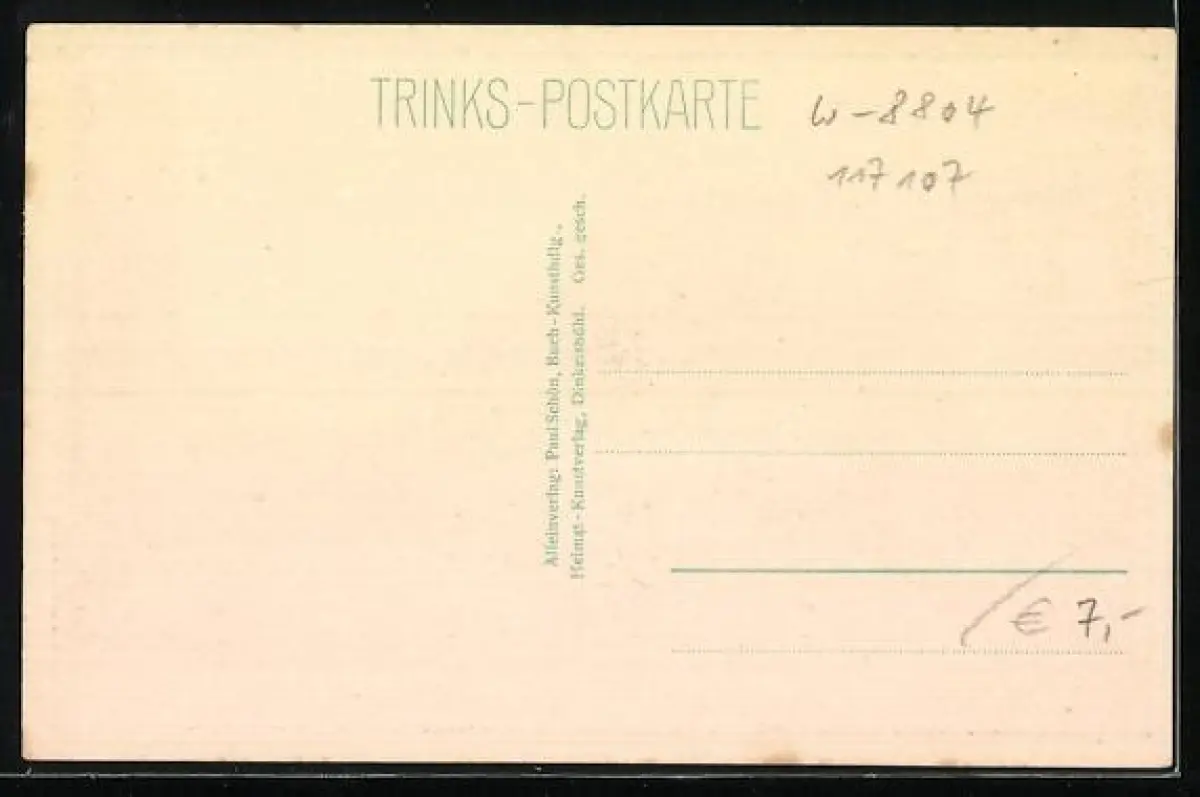 TRINKS-POSTKARTE
W-8804
117107
Alleinverlag: Paul Schön, Buch-Kunsthdlg.,
Heimat-Kunstverlag, Dinkelsbühl. Ges. gesch.
€ 7,-